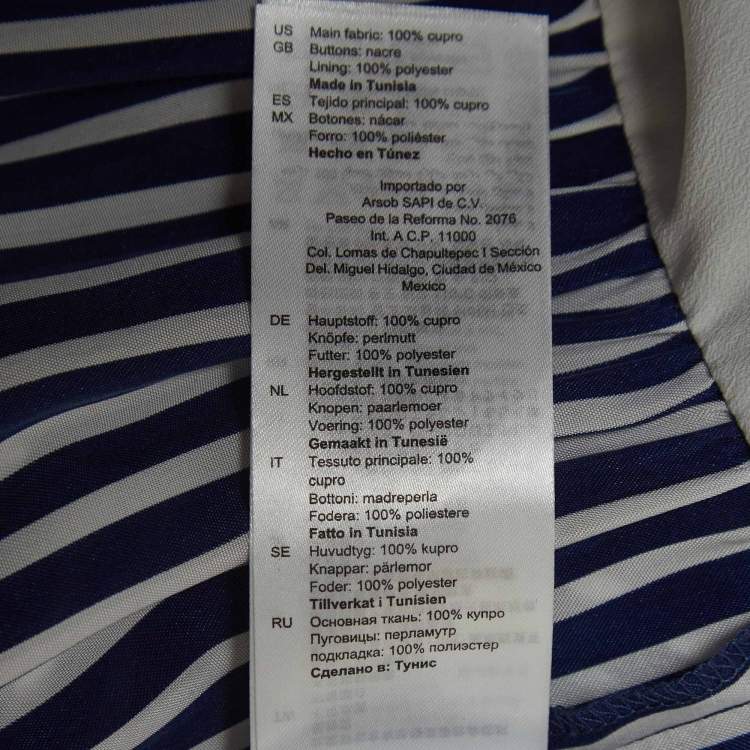 US Main fabric: 100% cupro
GB Buttons: nacre
Lining: 100% polyester
Made in Tunisia
ES Tejido principal: 100% cupro
MX Botones: nácar
Forro: 100% poliéster
Hecho en Túnez
Importado por
Arsob SAPI de C.V.
Paseo de la Reforma No. 2076
Int. A C.P. 11000
Col. Lomas de Chapultepec I Sección
Del. Miguel Hidalgo, Ciudad de México
Mexico
DE Hauptstoff: 100% cupro
Knöpfe: perlmutt
Futter: 100% polyester
Hergestellt in Tunesien
NL Hoofdstof: 100% cupro
Knopen: paarlemoer
Voering: 100% polyester
Gemaakt in Tunesië
IT Tessuto principale: 100%
cupro
Bottoni: madreperla
Fodera: 100% poliestere
Fatto in Tunisia
SE Huvudtyg: 100% kupro
Knappar: pärlemor
Foder: 100% polyester
Tillverkat i Tunisien
RU Основная ткань: 100% купро
Пуговицы: перламутр
подкладка: 100% полиэстер
Сделано в: Тунис